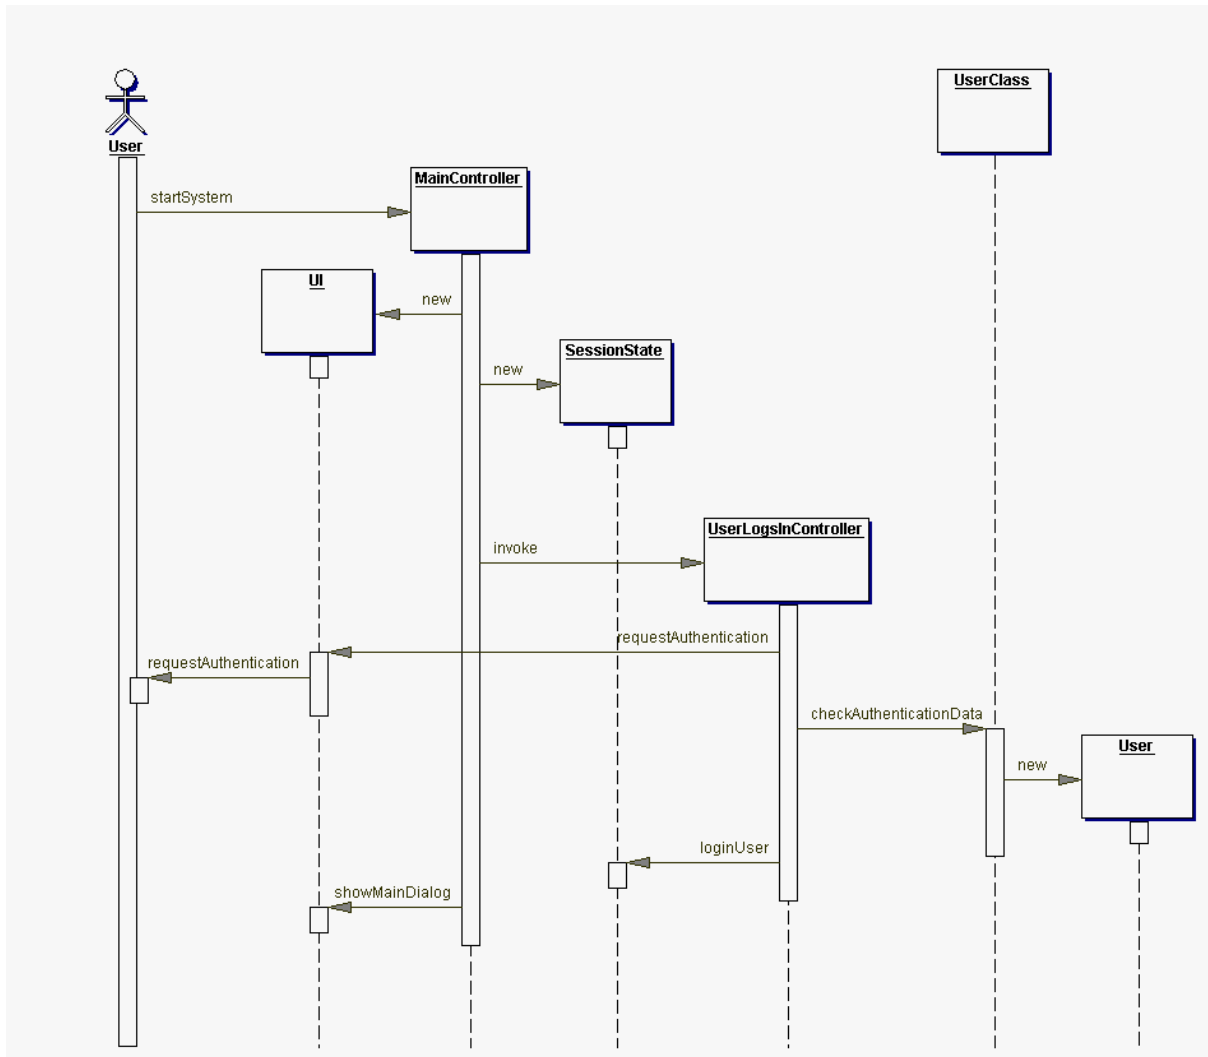 UserClass
User
MainController
startSystem
UI
new
SessionState
new
UserLogsInController
invoke
requestAuthentication
requestAuthentication
checkAuthenticationData
User
new
loginUser
showMainDialog